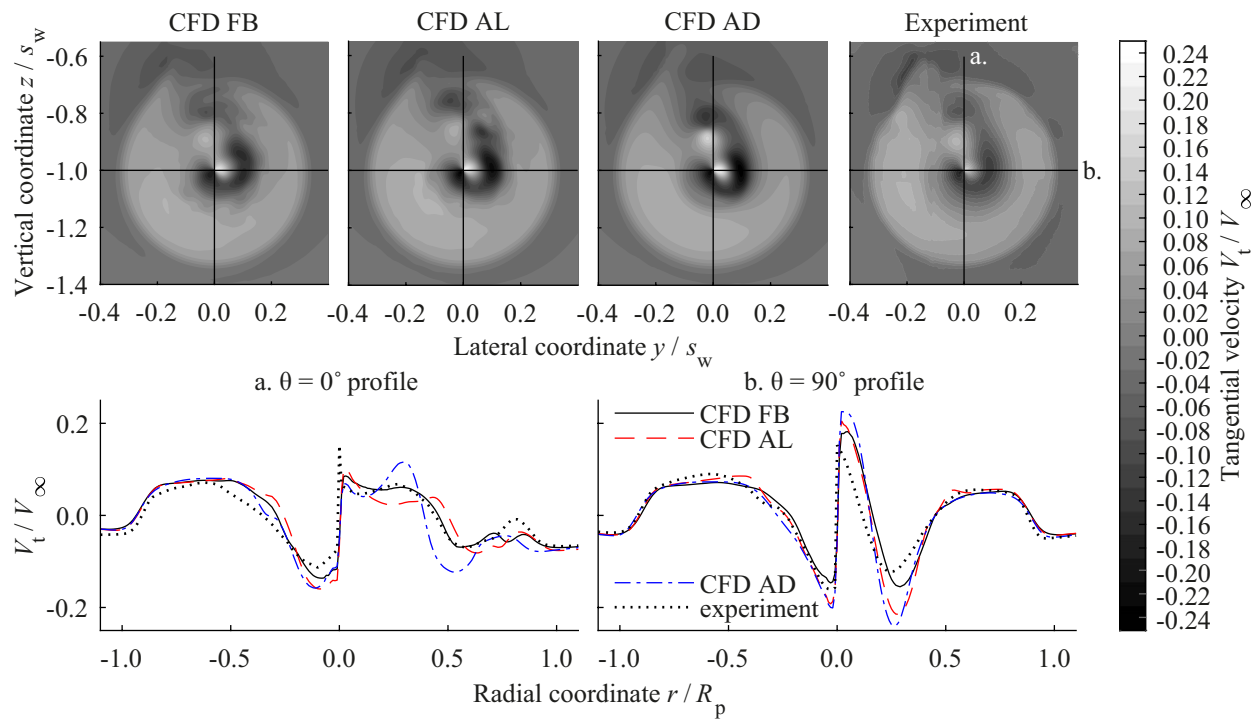 CFD FB
CFD AL
CFD AD
Experiment
Vertical coordinate z / s_w
-0.6
-0.8
-1.0
-1.2
-1.4
a.
b.
-0.4 -0.2 0.0 0.2
-0.4 -0.2 0.0 0.2
-0.4 -0.2 0.0 0.2
-0.4 -0.2 0.0 0.2
Lateral coordinate y / s_w
0.24
0.22
0.20
0.18
0.16
0.14
0.12
0.10
0.08
0.06
0.04
0.02
0.00
-0.02
-0.04
-0.06
-0.08
-0.10
-0.12
-0.14
-0.16
-0.18
-0.20
-0.22
-0.24
Tangential velocity V_t / V_∞
a. θ = 0° profile
V_t / V_∞
0.2
0.0
-0.2
-1.0 -0.5 0.0 0.5 1.0
b. θ = 90° profile
CFD FB
CFD AL
CFD AD
experiment
-1.0 -0.5 0.0 0.5 1.0
Radial coordinate r / R_p